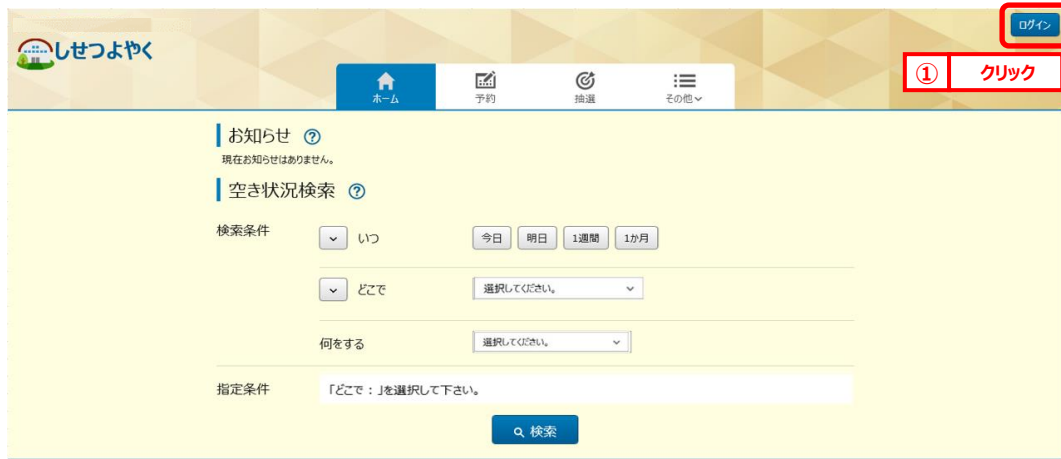 ログイン
しせつよやく
① クリック
ホーム 予約 抽選 その他
お知らせ ?
現在お知らせはありません。
空き状況検索 ?
検索条件 いつ 今日 明日 1週間 1か月
どこで 選択してください。
何をする 選択してください。
指定条件 「どこで：」を選択して下さい。
検索